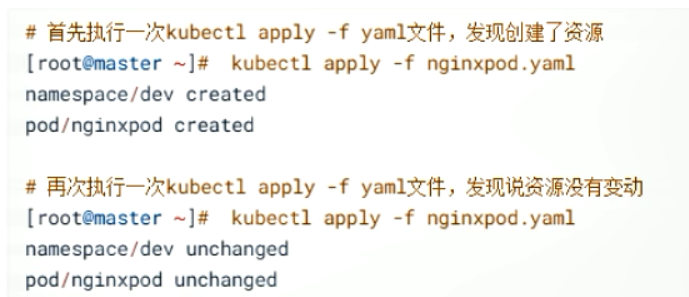 # 首先执行一次kubectl apply -f yaml文件，发现创建了资源
[root@master ~]#  kubectl apply -f nginxpod.yaml
namespace/dev created
pod/nginxpod created
# 再次执行一次kubectl apply -f yaml文件，发现说资源没有变动
[root@master ~]#  kubectl apply -f nginxpod.yaml
namespace/dev unchanged
pod/nginxpod unchanged